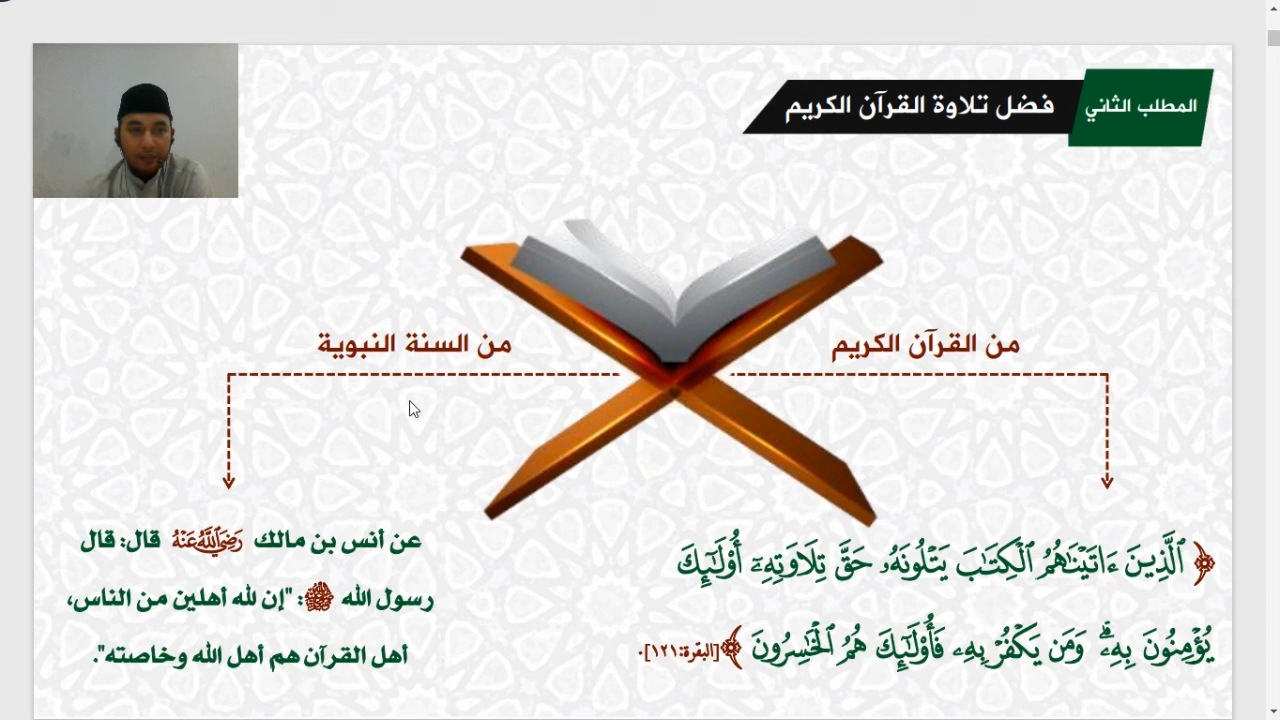 المطلب الثاني
فضل تلاوة القرآن الكريم
من القرآن الكريم
﴿ٱلَّذِينَ ءَاتَيۡنَٰهُمُ ٱلۡكِتَٰبَ يَتۡلُونَهُۥ حَقَّ تِلَاوَتِهِۦٓ أُوْلَٰٓئِكَ
يُؤۡمِنُونَ بِهِۦۗ وَمَن يَكۡفُرۡ بِهِۦ فَأُوْلَٰٓئِكَ هُمُ ٱلۡخَٰسِرُونَ﴾ [البقرة:١٢١].
من السنة النبوية
عن أنس بن مالك رَضِيَ ٱللَّهُ عَنْهُ قال: قال
رسول الله ﷺ: "إن لله أهلين من الناس،
أهل القرآن هم أهل الله وخاصته".